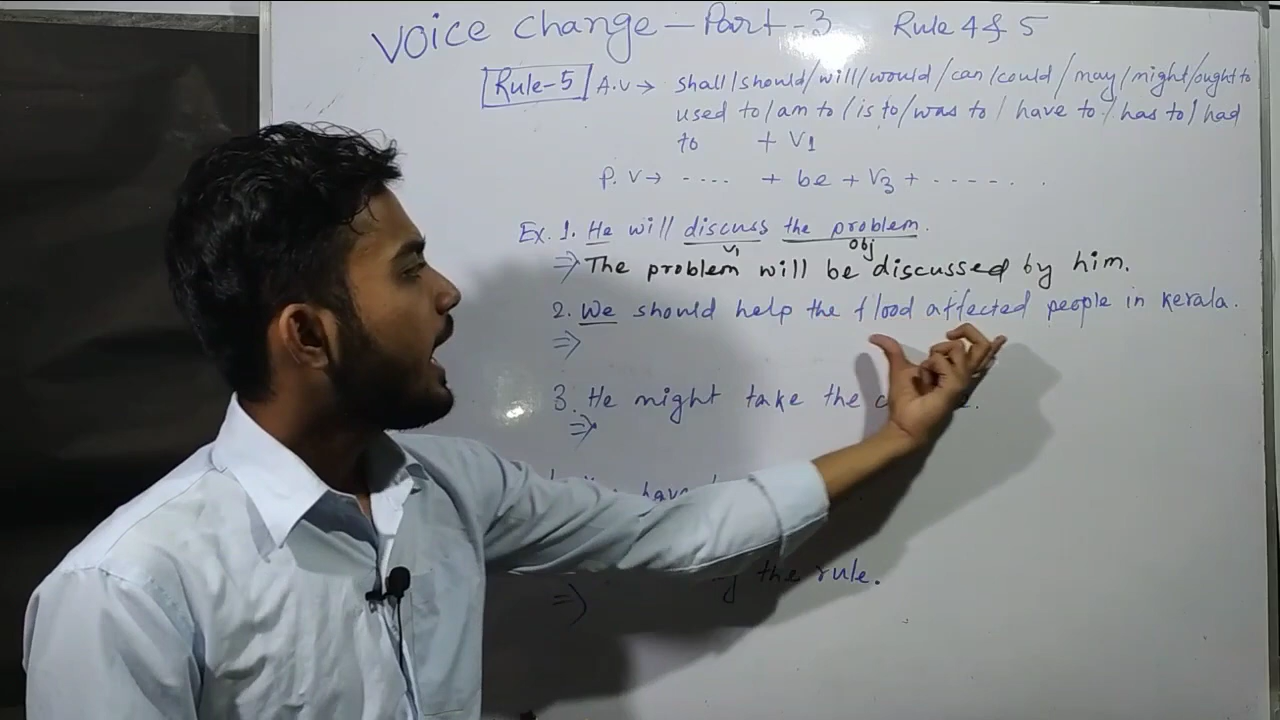 Voice Change - Part - 3 Rule 4 & 5
Rule-5 A.V → shall/should/will/would/can/could/may/might/ought to
used to/am to/is to/was to/have to/has to/had
to + V1
P.V → .... + be + V3 + ......
Ex. 1. He will discuss the problem.
V1 obj
⇒ The problem will be discussed by him.
2. We should help the flood affected people in Kerala.
⇒
3. He might take the
⇒
have
the rule.
⇒